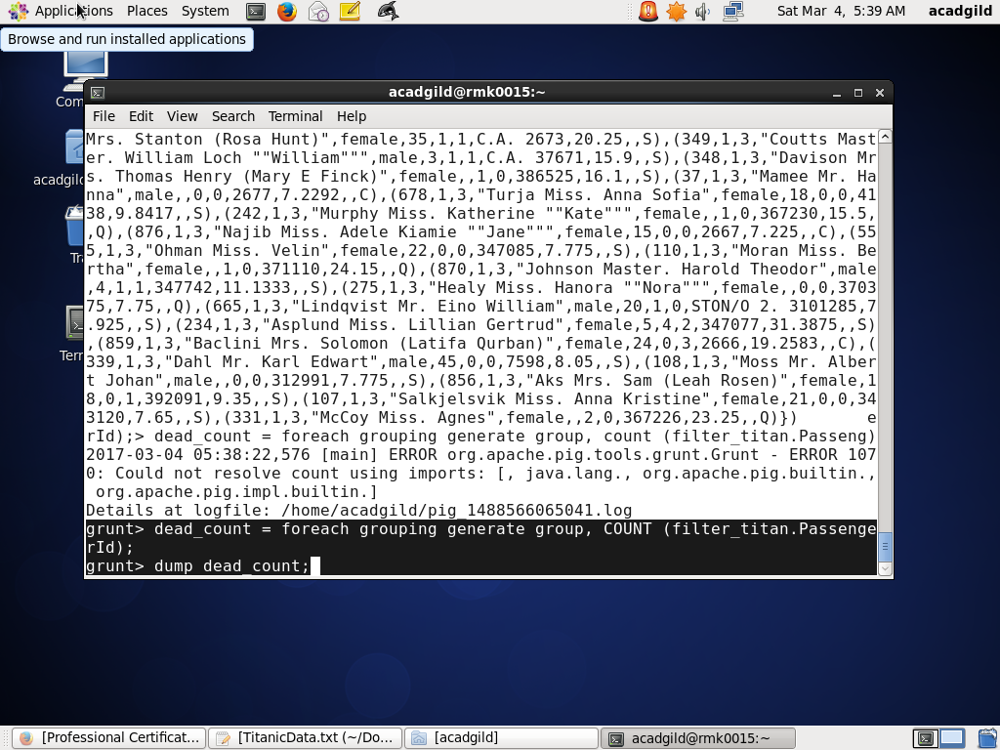 Applications Places System
Sat Mar 4, 5:39 AM acadgild
Browse and run installed applications
Com
acadgild
Tra
Tern
acadgild@rmk0015:~
File Edit View Search Terminal Help
Mrs. Stanton (Rosa Hunt)",female,35,1,1,C.A. 2673,20.25,,S),(349,1,3,"Coutts Mast
er. William Loch ""William""",male,3,1,1,C.A. 37671,15.9,,S),(348,1,3,"Davison Mr
s. Thomas Henry (Mary E Finck)",female,,1,0,386525,16.1,,S),(37,1,3,"Mamee Mr. Ha
nna",male,,0,0,2677,7.2292,,C),(678,1,3,"Turja Miss. Anna Sofia",female,18,0,0,41
38,9.8417,,S),(242,1,3,"Murphy Miss. Katherine ""Kate""",female,,1,0,367230,15.5,
,Q),(876,1,3,"Najib Miss. Adele Kiamie ""Jane""",female,15,0,0,2667,7.225,,C),(55
5,1,3,"Ohman Miss. Velin",female,22,0,0,347085,7.775,,S),(110,1,3,"Moran Miss. Be
rtha",female,,1,0,371110,24.15,,Q),(870,1,3,"Johnson Master. Harold Theodor",male
,4,1,1,347742,11.1333,,S),(275,1,3,"Healy Miss. Hanora ""Nora""",female,,0,0,3703
75,7.75,,Q),(665,1,3,"Lindqvist Mr. Eino William",male,20,1,0,STON/O 2. 3101285,7
.925,,S),(234,1,3,"Asplund Miss. Lillian Gertrud",female,5,4,2,347077,31.3875,,S)
,(859,1,3,"Baclini Mrs. Solomon (Latifa Qurban)",female,24,0,3,2666,19.2583,,C),(
339,1,3,"Dahl Mr. Karl Edwart",male,45,0,0,7598,8.05,,S),(108,1,3,"Moss Mr. Alber
t Johan",male,,0,0,312991,7.775,,S),(856,1,3,"Aks Mrs. Sam (Leah Rosen)",female,1
8,0,1,392091,9.35,,S),(107,1,3,"Salkjelsvik Miss. Anna Kristine",female,21,0,0,34
3120,7.65,,S),(331,1,3,"McCoy Miss. Agnes",female,,2,0,367226,23.25,,Q)}) e
rId);> dead_count = foreach grouping generate group, count (filter_titan.Passeng)
2017-03-04 05:38:22,576 [main] ERROR org.apache.pig.tools.grunt.Grunt - ERROR 107
0: Could not resolve count using imports: [, java.lang., org.apache.pig.builtin.,
org.apache.pig.impl.builtin.]
Details at logfile: /home/acadgild/pig_1488566065041.log
grunt> dead_count = foreach grouping generate group, COUNT (filter_titan.Passenge
rId);
grunt> dump dead_count;
[Professional Certificat... [TitanicData.txt (~/Do... [acadgild] acadgild@rmk0015:~